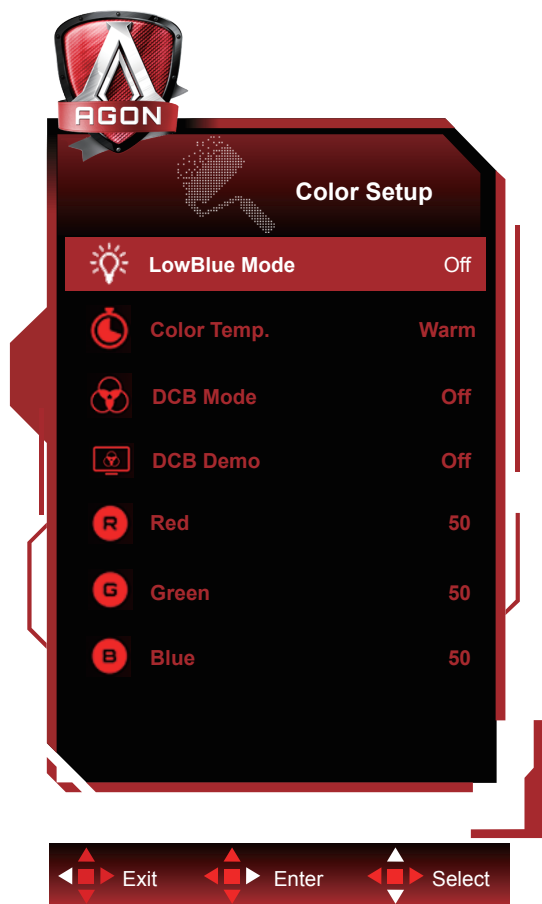 AGON
Color Setup
LowBlue Mode Off
Color Temp. Warm
DCB Mode Off
DCB Demo Off
R Red 50
G Green 50
B Blue 50
Exit Enter Select